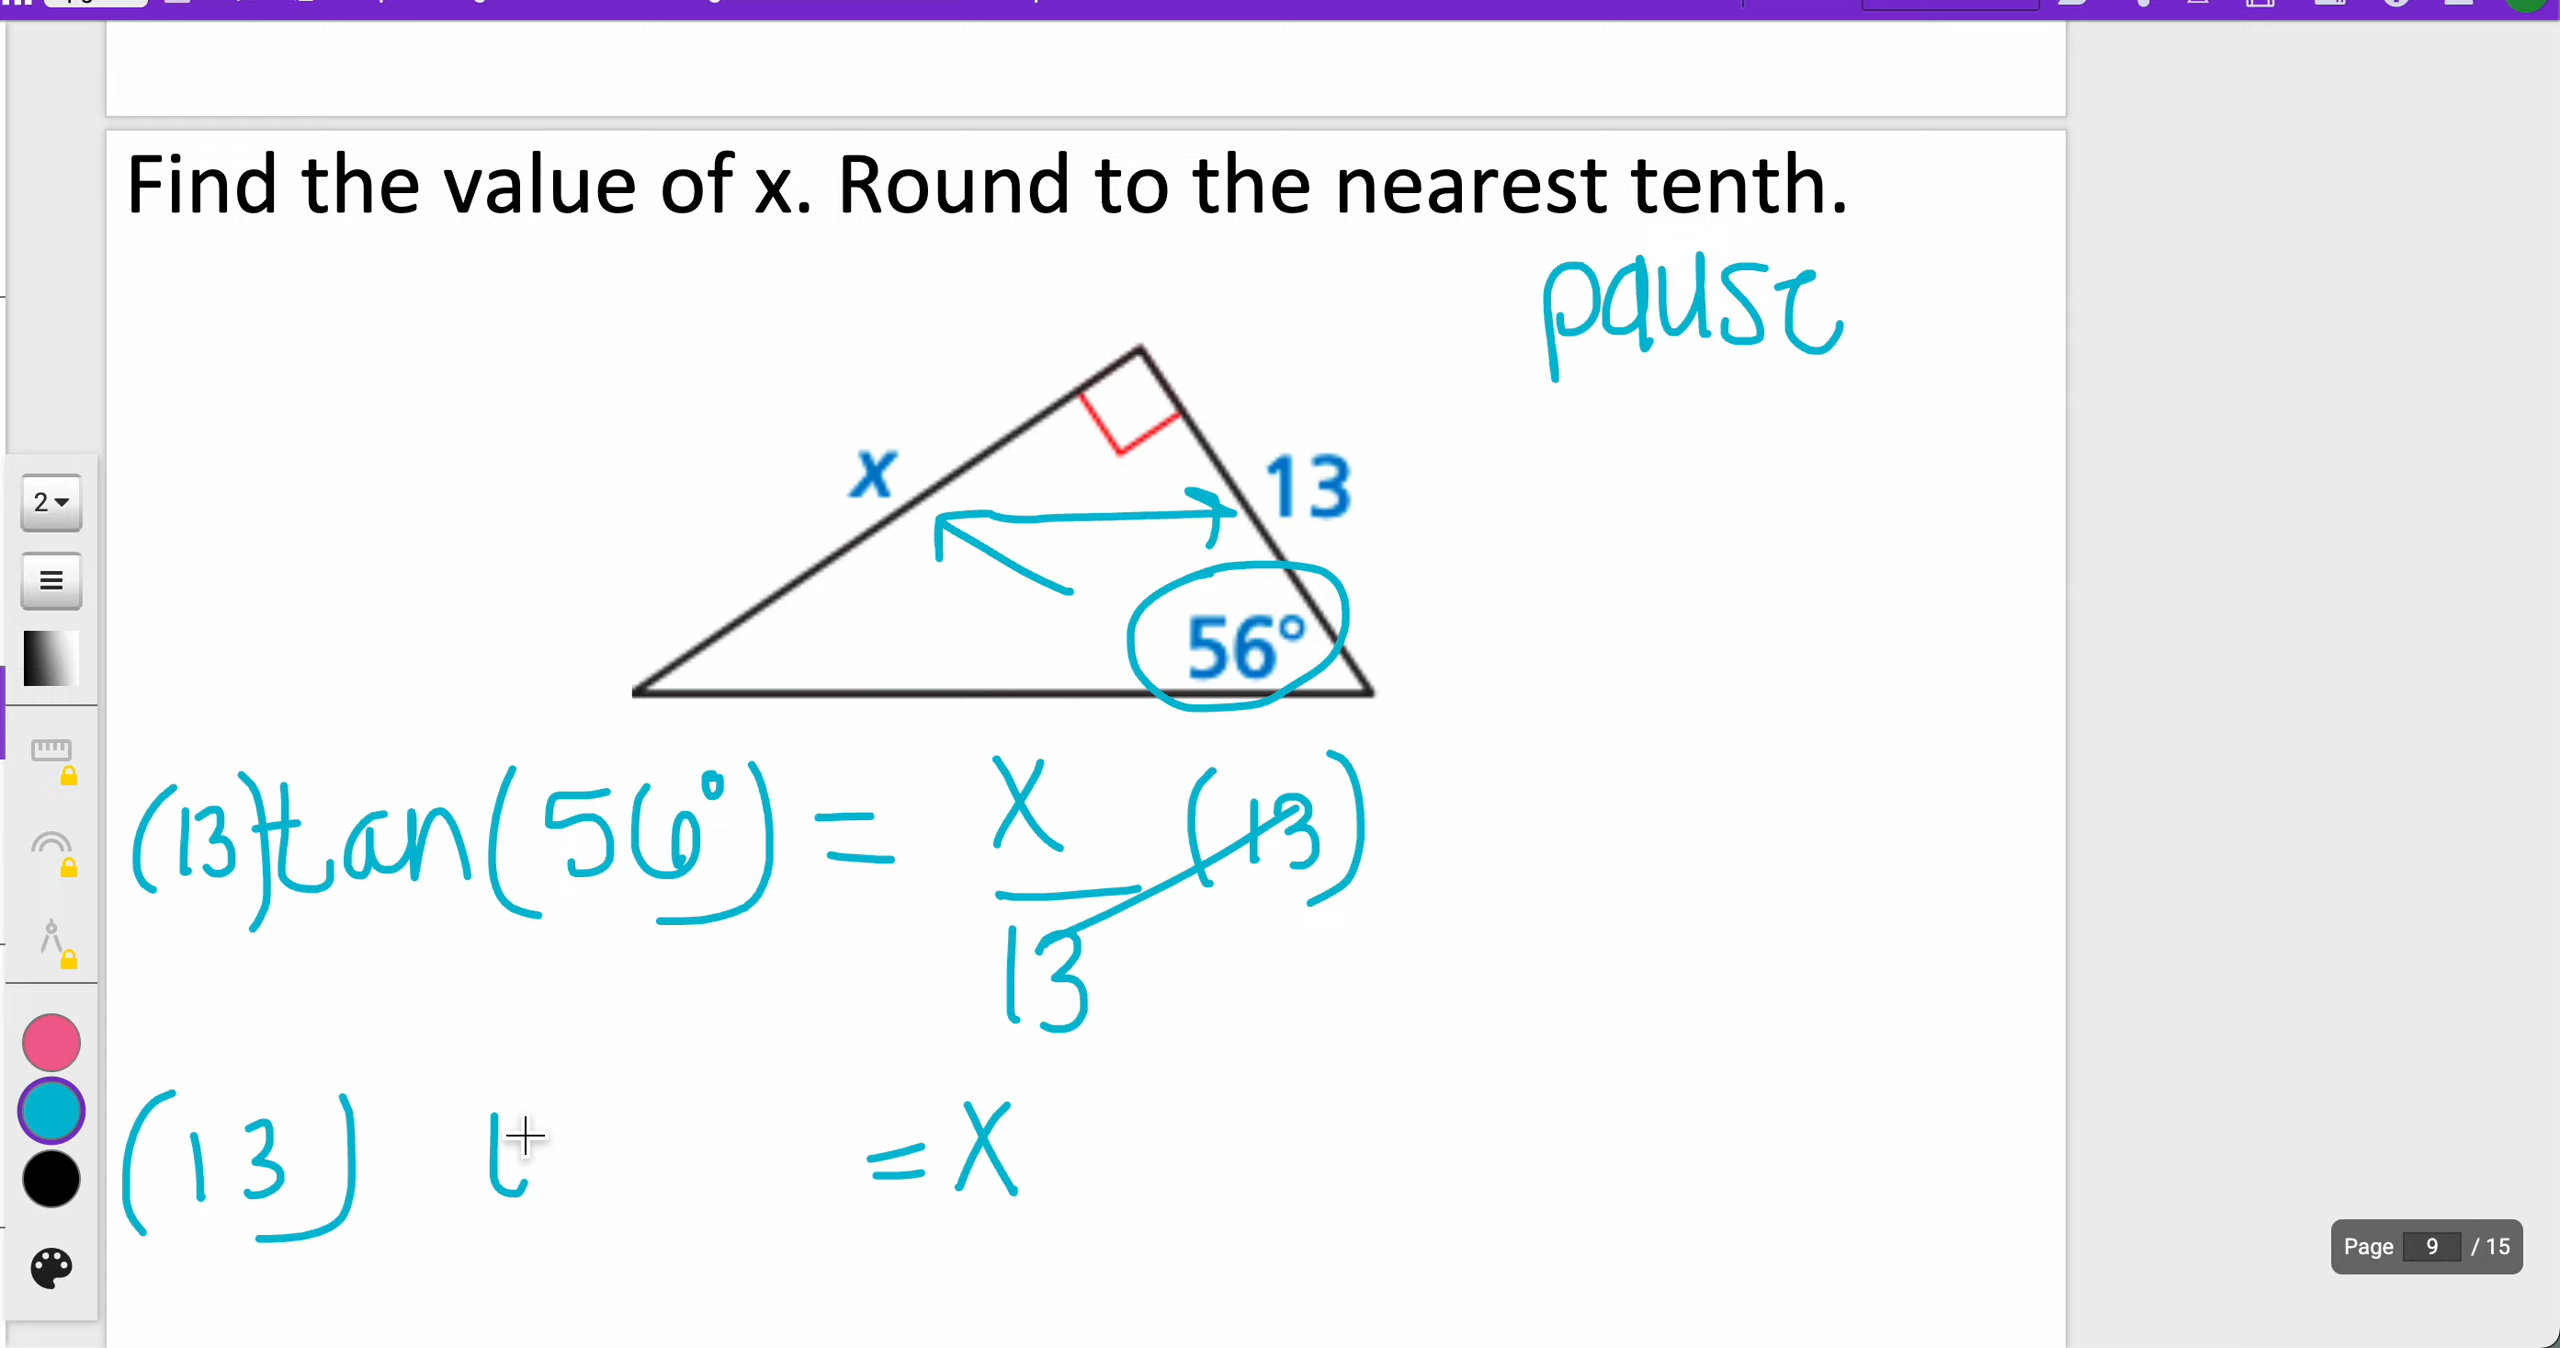 Find the value of x. Round to the nearest tenth.
pause
x
13
56°
(13)tan(56°) = x/13 (13)
(13) t = x
2
Page 9 / 15